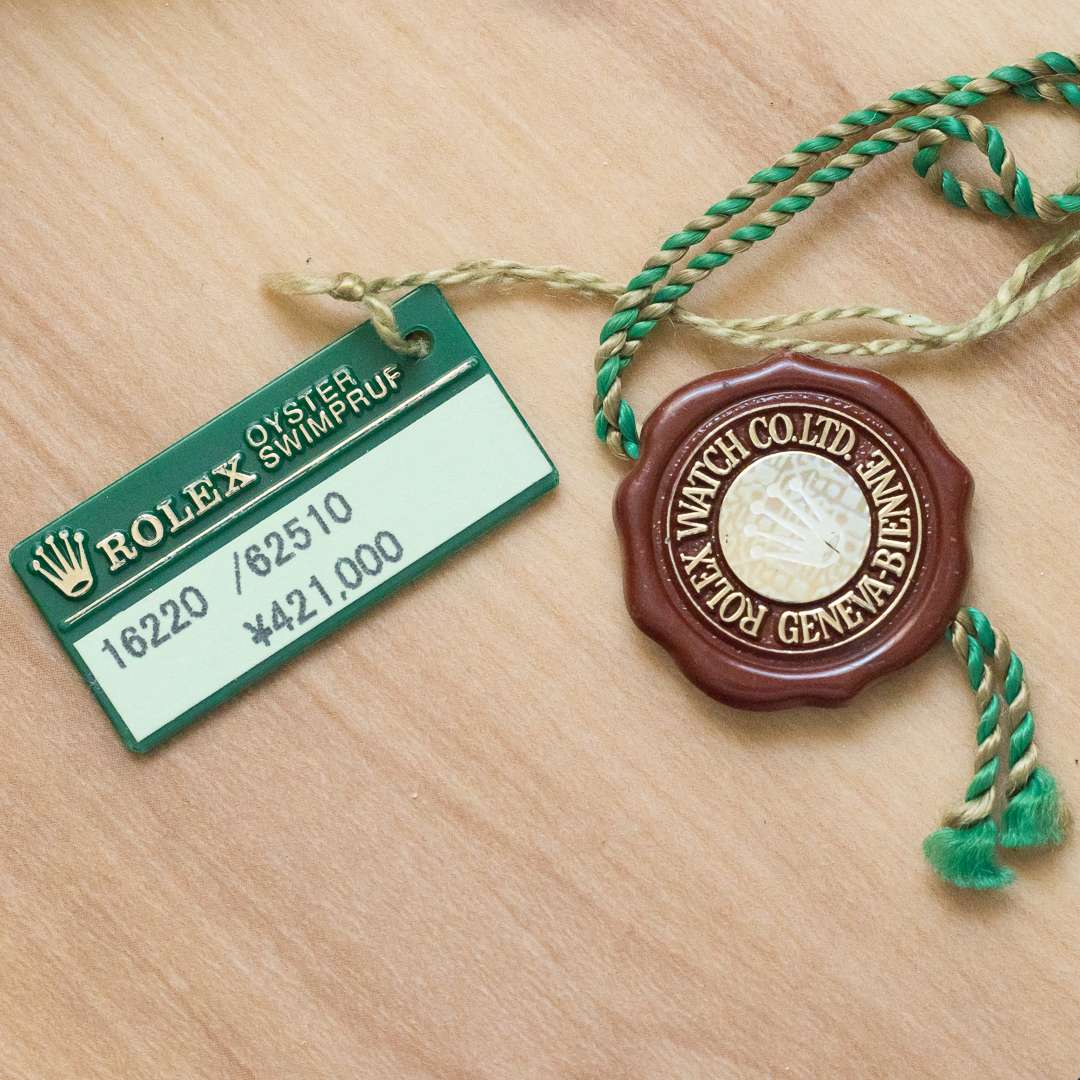 ROLEX
OYSTER
SWIMPRUF
16220 /62510
¥421,000
ROLEX WATCH CO.LTD.
GENEVA-BIENNE